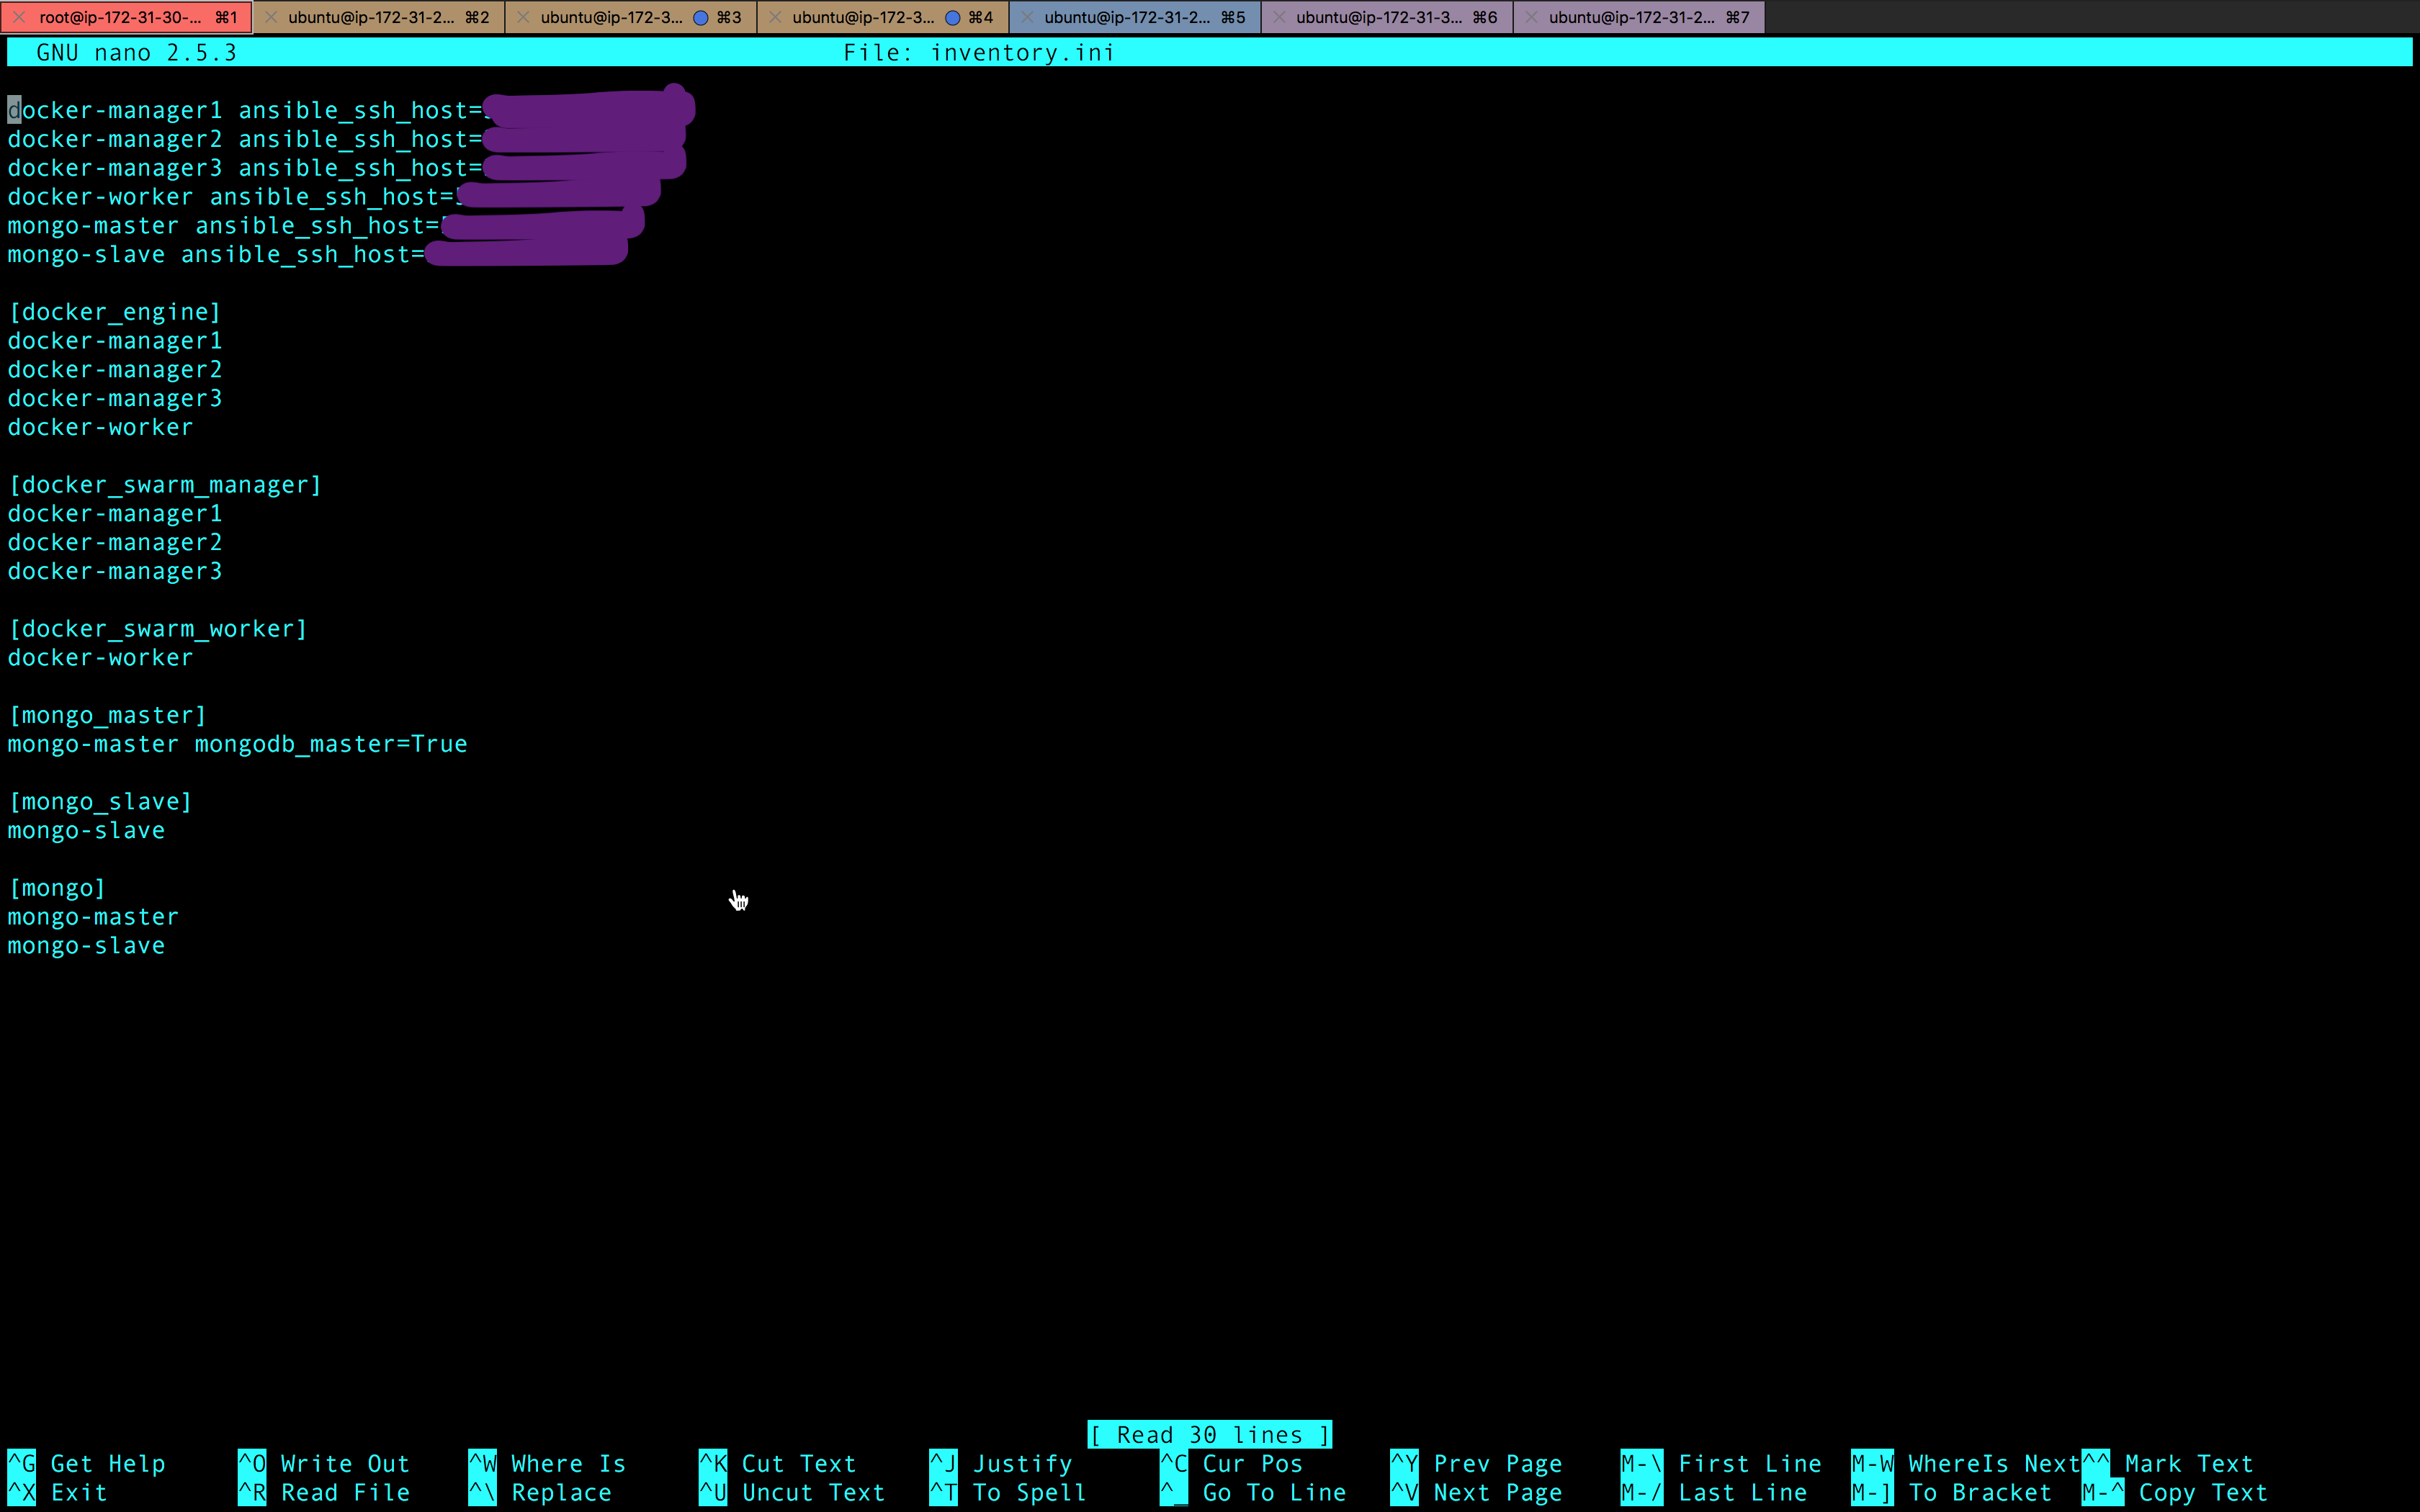 root@ip-172-31-30-... ⌘1 ubuntu@ip-172-31-2... ⌘2 ubuntu@ip-172-3... ⌘3 ubuntu@ip-172-3... ⌘4 ubuntu@ip-172-31-2... ⌘5 ubuntu@ip-172-31-3... ⌘6 ubuntu@ip-172-31-2... ⌘7
GNU nano 2.5.3 File: inventory.ini
docker-manager1 ansible_ssh_host=
docker-manager2 ansible_ssh_host=
docker-manager3 ansible_ssh_host=
docker-worker ansible_ssh_host=
mongo-master ansible_ssh_host=
mongo-slave ansible_ssh_host=
[docker_engine]
docker-manager1
docker-manager2
docker-manager3
docker-worker
[docker_swarm_manager]
docker-manager1
docker-manager2
docker-manager3
[docker_swarm_worker]
docker-worker
[mongo_master]
mongo-master mongodb_master=True
[mongo_slave]
mongo-slave
[mongo]
mongo-master
mongo-slave
[ Read 30 lines ]
^G Get Help ^O Write Out ^W Where Is ^K Cut Text ^J Justify ^C Cur Pos ^Y Prev Page M-\ First Line M-W WhereIs Next ^^ Mark Text
^X Exit ^R Read File ^\ Replace ^U Uncut Text ^T To Spell ^_ Go To Line ^V Next Page M-/ Last Line M-] To Bracket M-^ Copy Text